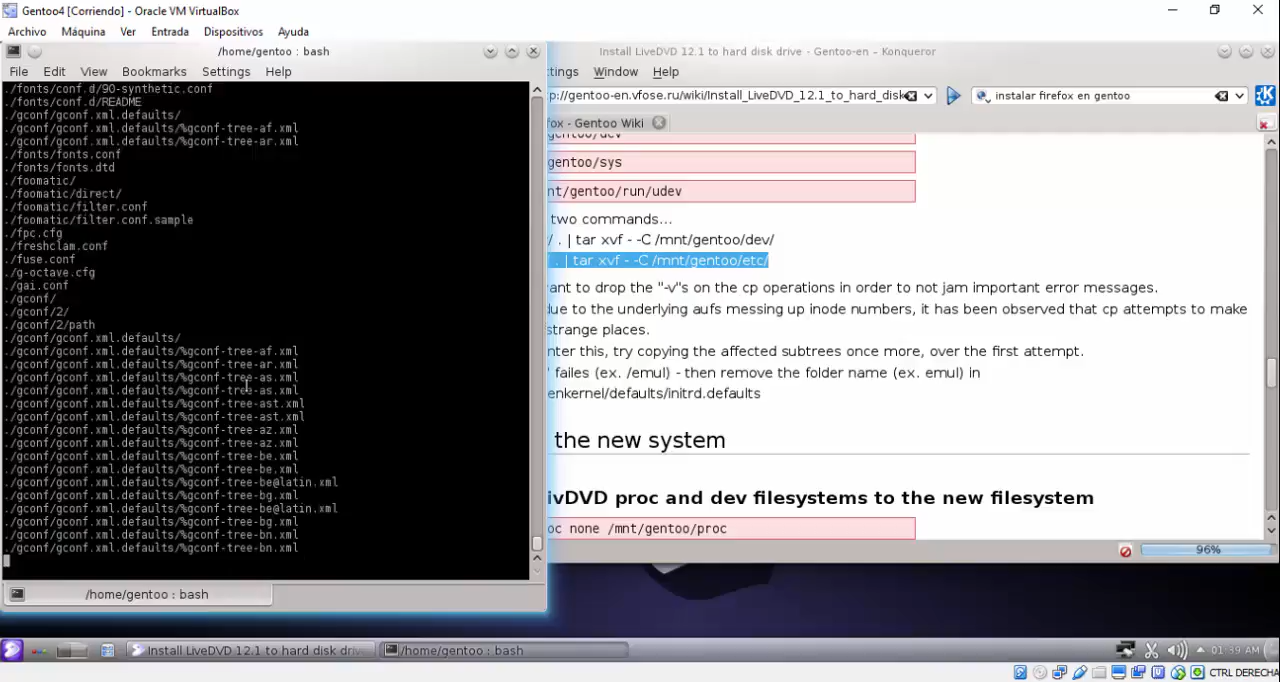 Gentoo4 [Corriendo] - Oracle VM VirtualBox
Archivo Máquina Ver Entrada Dispositivos Ayuda
/home/gentoo : bash
File Edit View Bookmarks Settings Help
./fonts/conf.d/90-synthetic.conf
./fonts/conf.d/README
./gconf/gconf.xml.defaults/
./gconf/gconf.xml.defaults/%gconf-tree-af.xml
./gconf/gconf.xml.defaults/%gconf-tree-ar.xml
./fonts/fonts.conf
./fonts/fonts.dtd
./foomatic/
./foomatic/direct/
./foomatic/filter.conf
./foomatic/filter.conf.sample
./fpc.cfg
./freshclam.conf
./fuse.conf
./g-octave.cfg
./gai.conf
./gconf/
./gconf/2/
./gconf/2/path
./gconf/gconf.xml.defaults/
./gconf/gconf.xml.defaults/%gconf-tree-af.xml
./gconf/gconf.xml.defaults/%gconf-tree-ar.xml
./gconf/gconf.xml.defaults/%gconf-tree-as.xml
./gconf/gconf.xml.defaults/%gconf-tree-as.xml
./gconf/gconf.xml.defaults/%gconf-tree-ast.xml
./gconf/gconf.xml.defaults/%gconf-tree-ast.xml
./gconf/gconf.xml.defaults/%gconf-tree-az.xml
./gconf/gconf.xml.defaults/%gconf-tree-az.xml
./gconf/gconf.xml.defaults/%gconf-tree-be.xml
./gconf/gconf.xml.defaults/%gconf-tree-be.xml
./gconf/gconf.xml.defaults/%gconf-tree-be@latin.xml
./gconf/gconf.xml.defaults/%gconf-tree-bg.xml
./gconf/gconf.xml.defaults/%gconf-tree-be@latin.xml
./gconf/gconf.xml.defaults/%gconf-tree-bg.xml
./gconf/gconf.xml.defaults/%gconf-tree-bn.xml
./gconf/gconf.xml.defaults/%gconf-tree-bn.xml
/home/gentoo : bash
Install LiveDVD 12.1 to hard disk drive - Gentoo-en – Konqueror
ttings Window Help
p://gentoo-en.vfose.ru/wiki/Install_LiveDVD_12.1_to_hard_disk
instalar firefox en gentoo
fox - Gentoo Wiki
gentoo/dev
gentoo/sys
nt/gentoo/run/udev
two commands...
/ . | tar xvf - -C /mnt/gentoo/dev/
. | tar xvf - -C /mnt/gentoo/etc/
ant to drop the "-v"s on the cp operations in order to not jam important error messages.
due to the underlying aufs messing up inode numbers, it has been observed that cp attempts to make
strange places.
nter this, try copying the affected subtrees once more, over the first attempt.
' failes (ex. /emul) - then remove the folder name (ex. emul) in
enkernel/defaults/initrd.defaults
the new system
ivDVD proc and dev filesystems to the new filesystem
oc none /mnt/gentoo/proc
96%
Install LiveDVD 12.1 to hard disk drive
/home/gentoo : bash
01:39 AM
CTRL DERECHA